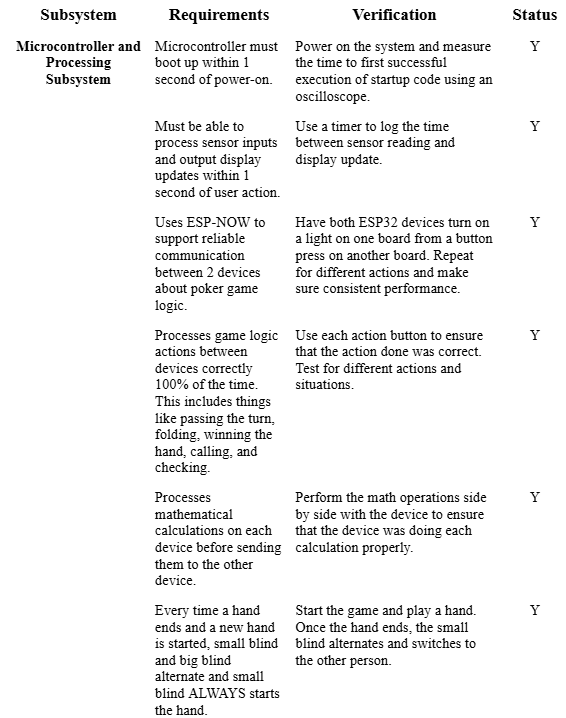 Subsystem Requirements Verification Status
Microcontroller and Processing Subsystem
Microcontroller must
boot up within 1
second of power-on.
Power on the system and measure
the time to first successful
execution of startup code using an
oscilloscope.
Y
Must be able to
process sensor inputs
and output display
updates within 1
second of user action.
Use a timer to log the time
between sensor reading and
display update.
Y
Uses ESP-NOW to
support reliable
communication
between 2 devices
about poker game
logic.
Have both ESP32 devices turn on
a light on one board from a button
press on another board. Repeat
for different actions and make
sure consistent performance.
Y
Processes game logic
actions between
devices correctly
100% of the time.
This includes things
like passing the turn,
folding, winning the
hand, calling, and
checking.
Use each action button to ensure
that the action done was correct.
Test for different actions and
situations.
Y
Processes
mathematical
calculations on each
device before sending
them to the other
device.
Perform the math operations side
by side with the device to ensure
that the device was doing each
calculation properly.
Y
Every time a hand
ends and a new hand
is started, small blind
and big blind
alternate and small
blind ALWAYS starts
the hand.
Start the game and play a hand.
Once the hand ends, the small
blind alternates and switches to
the other person.
Y